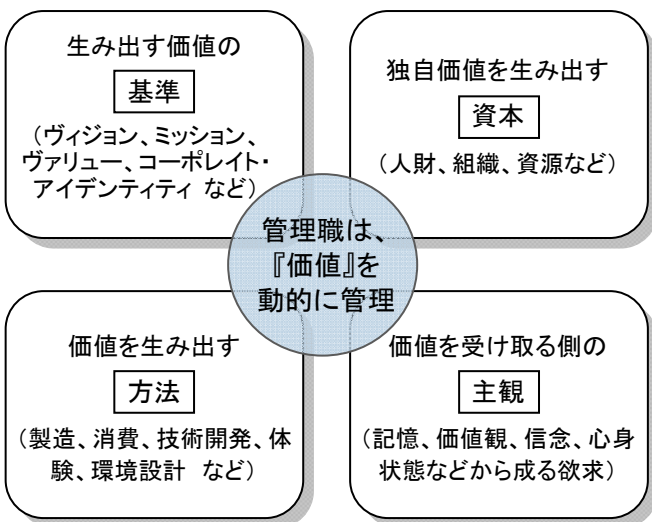 生み出す価値の
基準
（ヴィジョン、ミッション、
ヴァリュー、コーポレイト・
アイデンティティ など）
独自価値を生み出す
資本
（人財、組織、資源など）
管理職は、
『価値』を
動的に管理
価値を生み出す
方法
（製造、消費、技術開発、体
験、環境設計 など）
価値を受け取る側の
主観
（記憶、価値観、信念、心身
状態などから成る欲求）